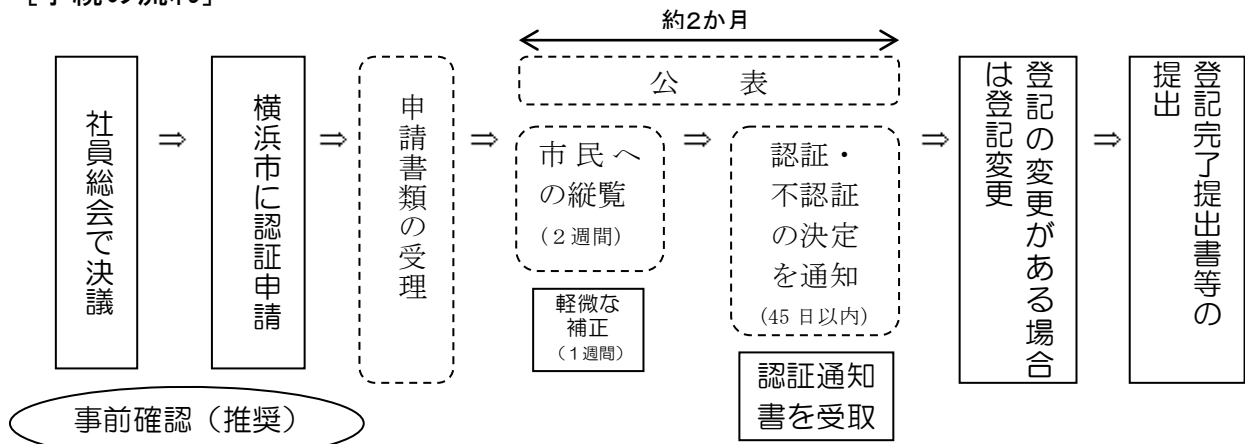 約2か月
社員総会で決議
⇒
横浜市に認証申請
⇒
申請書類の受理
⇒
公　表
市民へ
の縦覧
(２週間)
⇒
認証・
不認証
の決定
を通知
(45日以内)
⇒
登記の変更がある場合
は登記変更
⇒
登記完了提出書等の
提出
軽微な
補正
(１週間)
認証通知
書を受取
事前確認（推奨）